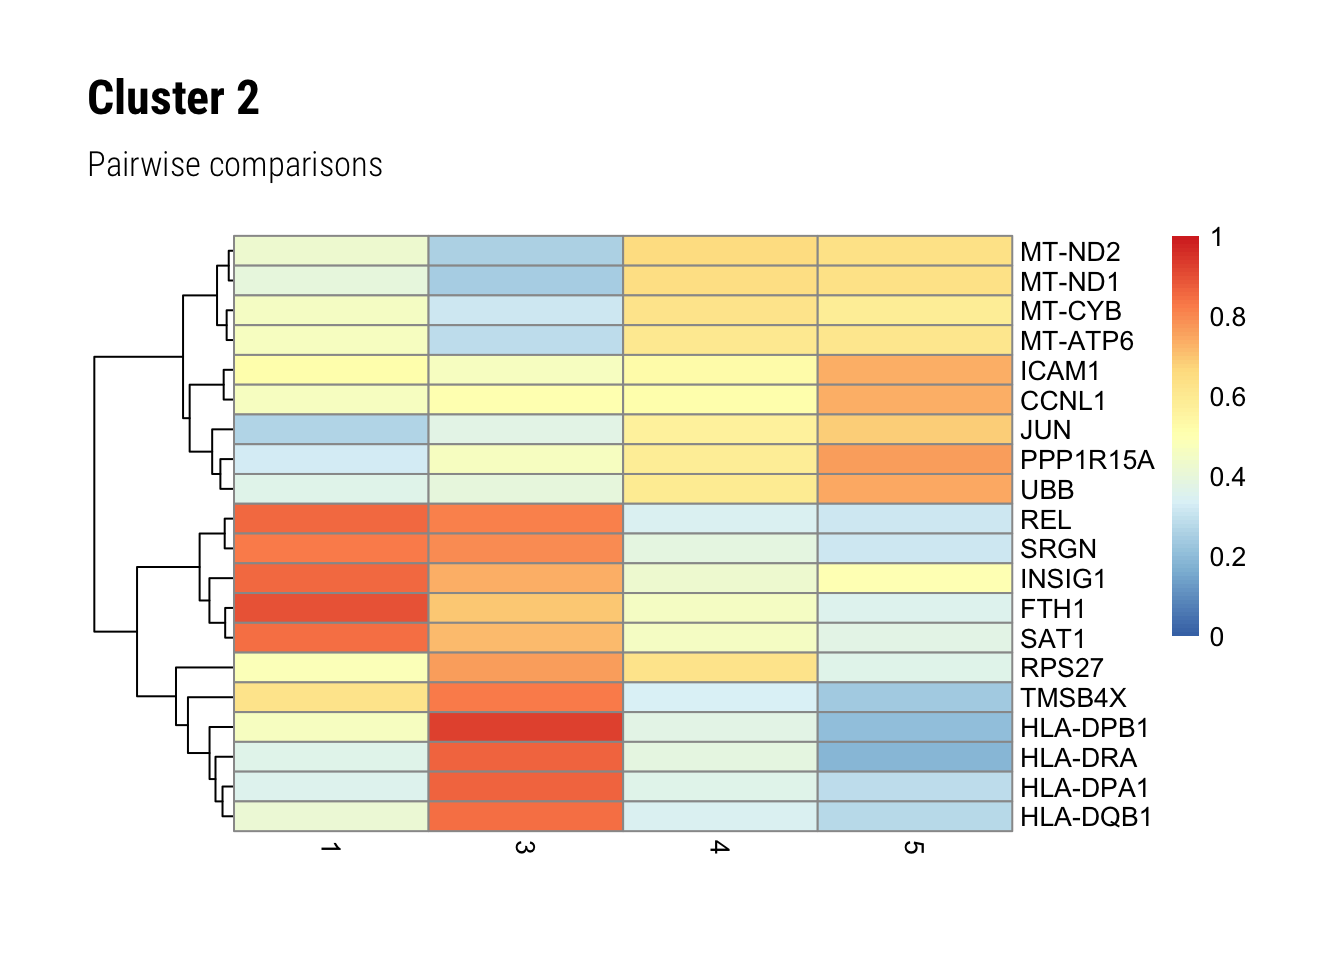 Cluster 2
Pairwise comparisons
MT-ND2
MT-ND1
MT-CYB
MT-ATP6
ICAM1
CCNL1
JUN
PPP1R15A
UBB
REL
SRGN
INSIG1
FTH1
SAT1
RPS27
TMSB4X
HLA-DPB1
HLA-DRA
HLA-DPA1
HLA-DQB1
1
3
4
5
1
0.8
0.6
0.4
0.2
0